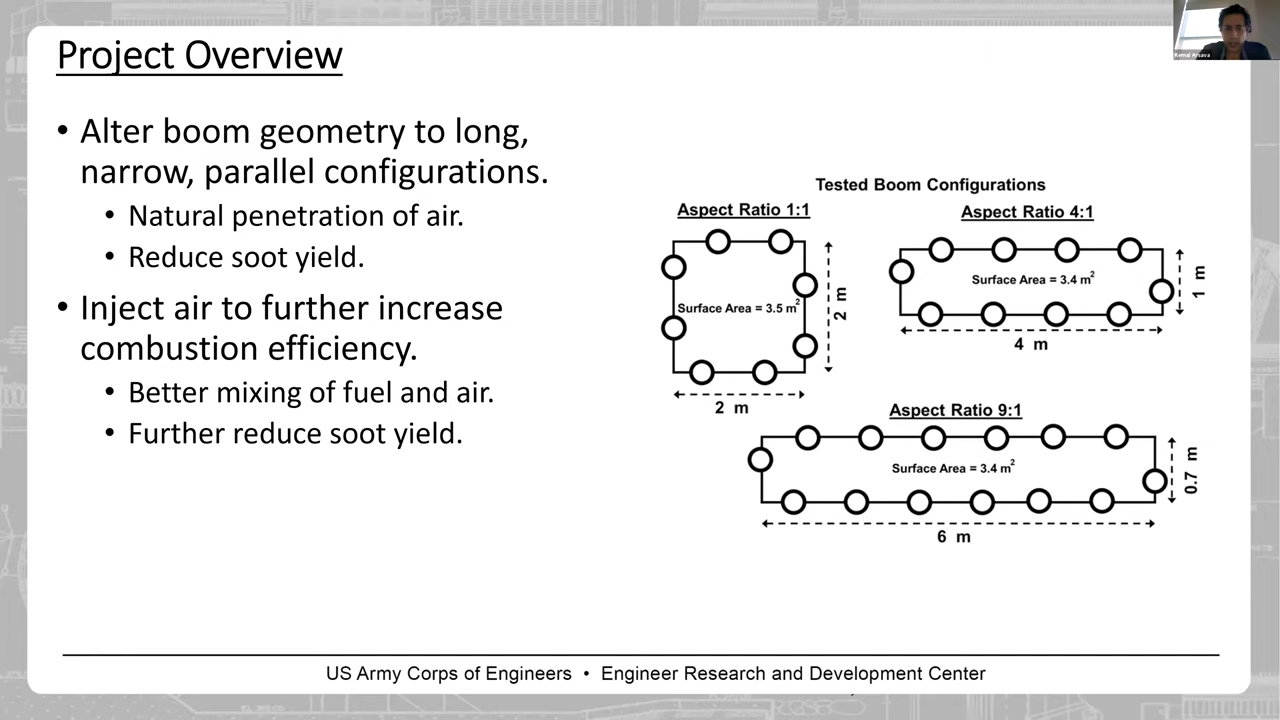 Project Overview
• Alter boom geometry to long,
narrow, parallel configurations.
• Natural penetration of air.
• Reduce soot yield.
• Inject air to further increase
combustion efficiency.
• Better mixing of fuel and air.
• Further reduce soot yield.
Tested Boom Configurations
Aspect Ratio 1:1
Surface Area = 3.5 m²
2 m
2 m
Aspect Ratio 4:1
Surface Area = 3.4 m²
1 m
4 m
Aspect Ratio 9:1
Surface Area = 3.4 m²
0.7 m
6 m
US Army Corps of Engineers • Engineer Research and Development Center
Kemal Arsava